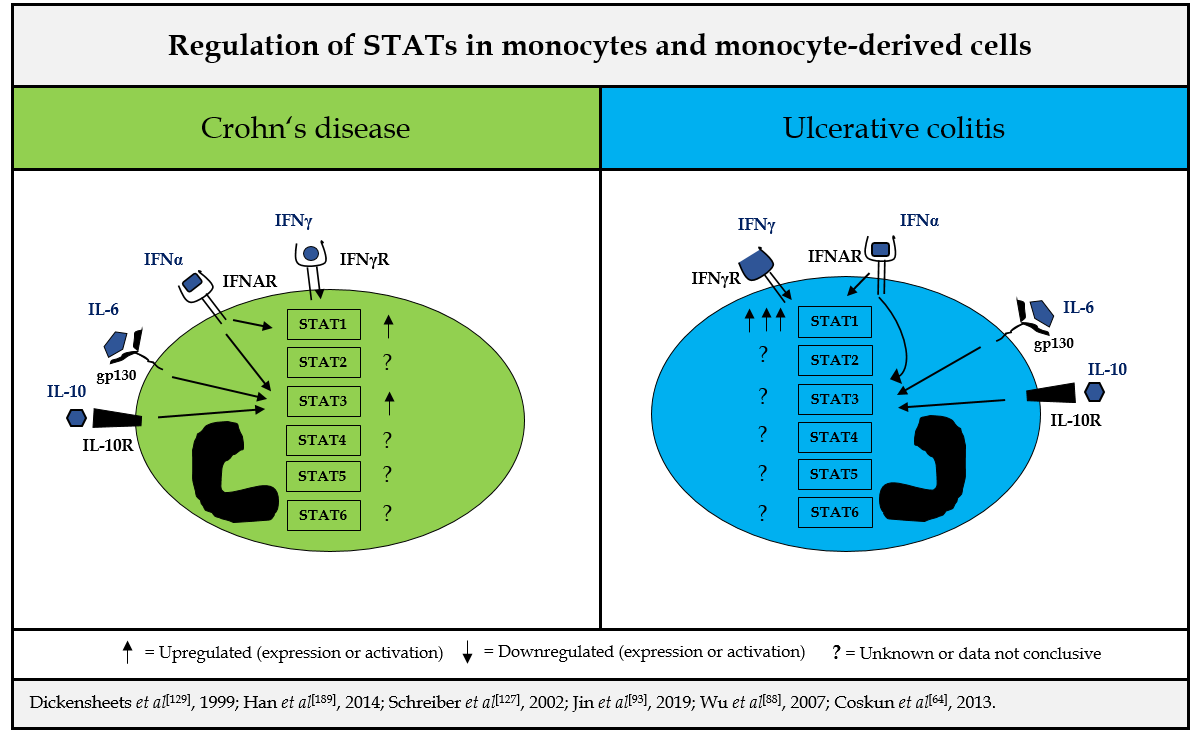 Regulation of STATs in monocytes and monocyte-derived cells
Crohn‘s disease
Ulcerative colitis
IFNγ
IFNγR
IFNα
IFNAR
IL-6
gp130
IL-10
IL-10R
STAT1
STAT2 ?
STAT3
STAT4 ?
STAT5 ?
STAT6 ?
IFNγ
IFNγR
IFNα
IFNAR
IL-6
gp130
IL-10
IL-10R
STAT1
? STAT2
? STAT3
? STAT4
? STAT5
? STAT6
= Upregulated (expression or activation) = Downregulated (expression or activation) ? = Unknown or data not conclusive
Dickensheets et al[129], 1999; Han et al[189], 2014; Schreiber et al[127], 2002; Jin et al[93], 2019; Wu et al[88], 2007; Coskun et al[64], 2013.